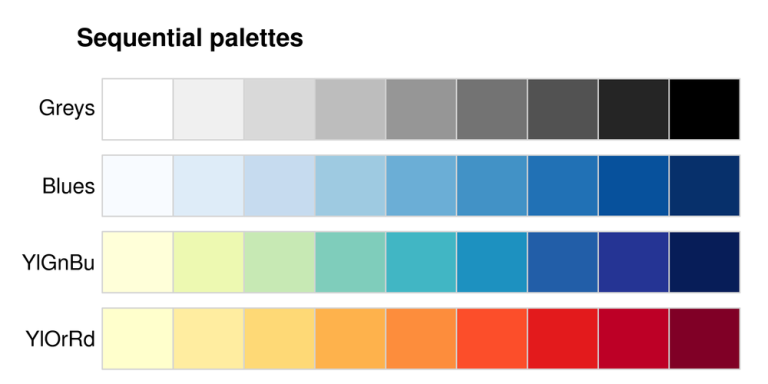 Sequential palettes
Greys
Blues
YlGnBu
YlOrRd